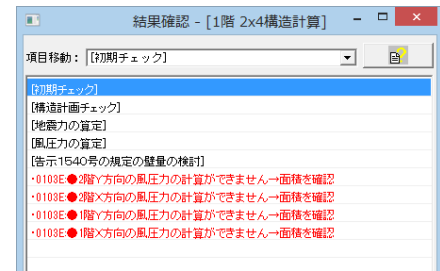 結果確認 - [1階 2x4構造計算]
項目移動： [初期チェック]
[初期チェック]
[構造計画チェック]
[地震力の算定]
[風圧力の算定]
[告示1540号の規定の壁量の検討]
・0103E:●2階Y方向の風圧力の計算ができません→面積を確認
・0103E:●2階X方向の風圧力の計算ができません→面積を確認
・0103E:●1階Y方向の風圧力の計算ができません→面積を確認
・0103E:●1階X方向の風圧力の計算ができません→面積を確認